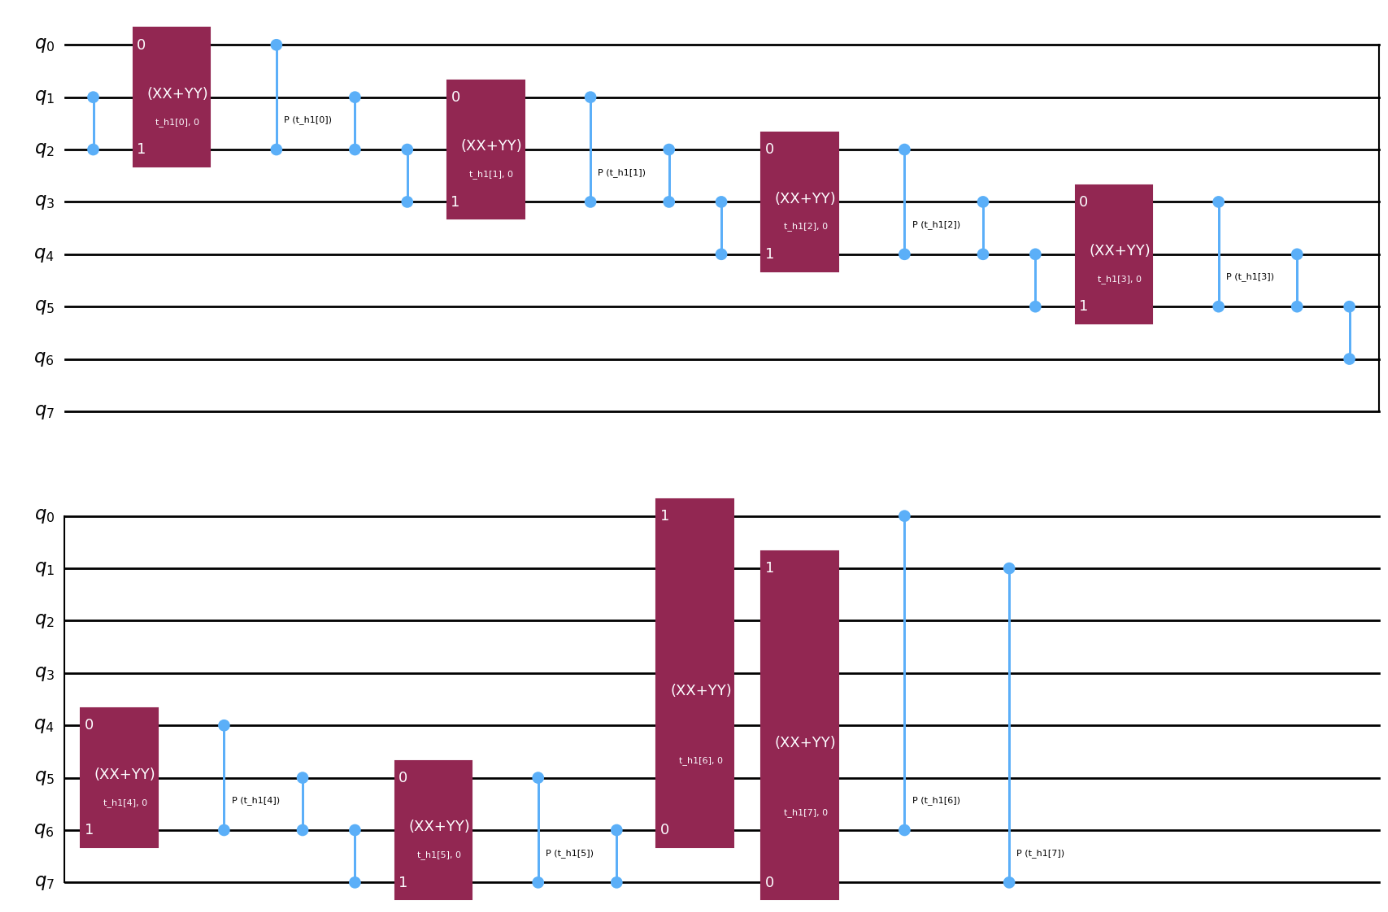 q0
0
q1
(XX+YY)
0
P (t_h1[0])
t_h1[0], 0
q2
1
(XX+YY)
0
P (t_h1[1])
t_h1[1], 0
q3
1
(XX+YY)
0
P (t_h1[2])
t_h1[2], 0
q4
1
(XX+YY)
P (t_h1[3])
t_h1[3], 0
q5
1
q6
q7
q0
1
q1
1
q2
q3
(XX+YY)
q4
0
(XX+YY)
t_h1[6], 0
q5
(XX+YY)
0
P (t_h1[4])
P (t_h1[6])
t_h1[4], 0
t_h1[7], 0
q6
1
(XX+YY)
0
P (t_h1[5])
P (t_h1[7])
t_h1[5], 0
q7
1
0